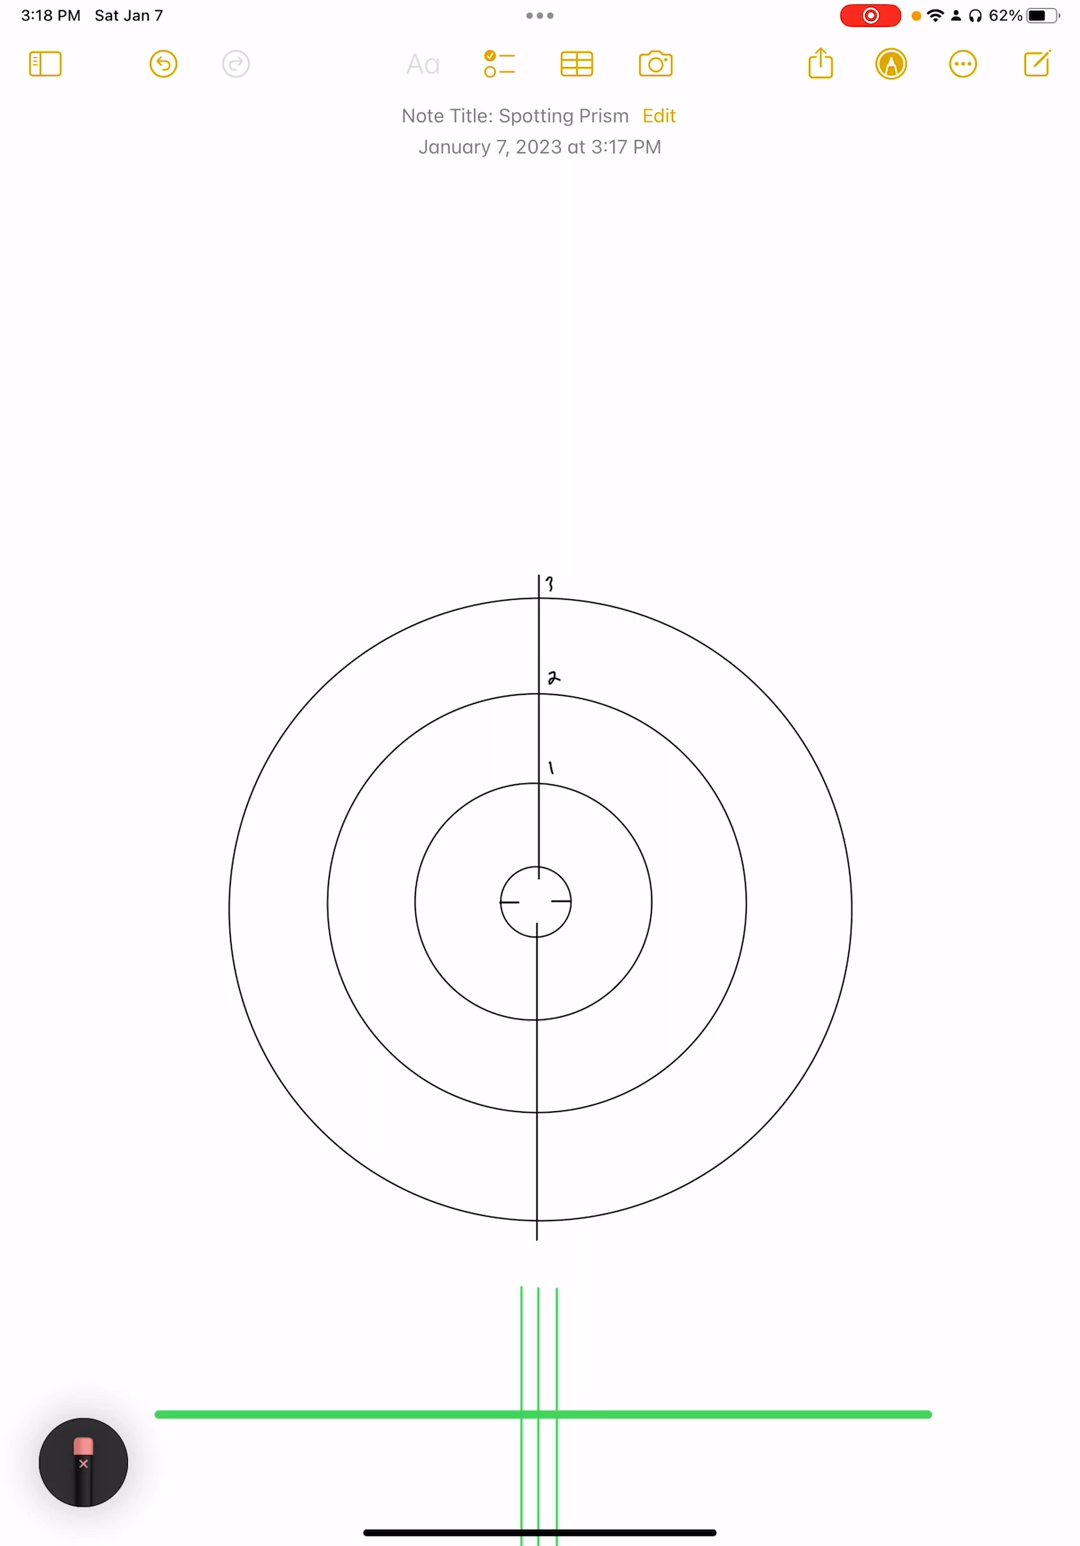 3:18 PM Sat Jan 7
62%
Aa
Note Title: Spotting Prism Edit
January 7, 2023 at 3:17 PM
3
2
1